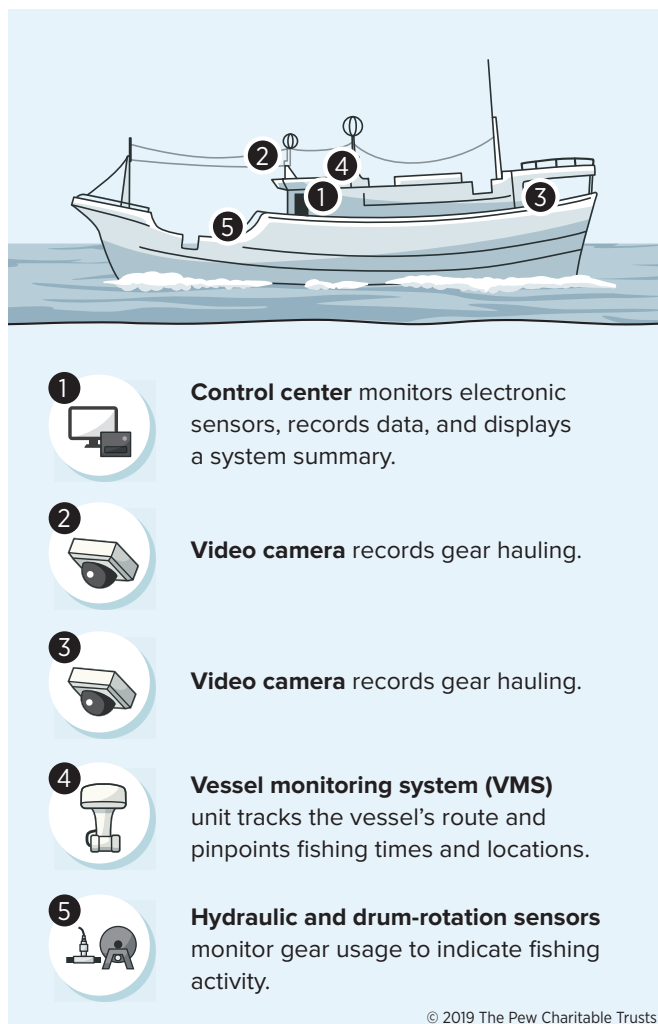 2
4
1
3
5
1
Control center monitors electronic
sensors, records data, and displays
a system summary.
2
Video camera records gear hauling.
3
Video camera records gear hauling.
4
Vessel monitoring system (VMS)
unit tracks the vessel’s route and
pinpoints fishing times and locations.
5
Hydraulic and drum-rotation sensors
monitor gear usage to indicate fishing
activity.
© 2019 The Pew Charitable Trusts